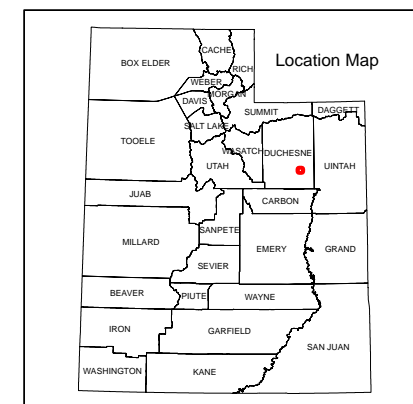 Location Map
CACHE
BOX ELDER
RICH
WEBER
MORGAN
DAVIS
SUMMIT
DAGGETT
SALT LAKE
TOOELE
WASATCH
DUCHESNE
UTAH
UINTAH
JUAB
CARBON
SANPETE
MILLARD
EMERY
GRAND
SEVIER
BEAVER
PIUTE
WAYNE
IRON
GARFIELD
SAN JUAN
WASHINGTON
KANE